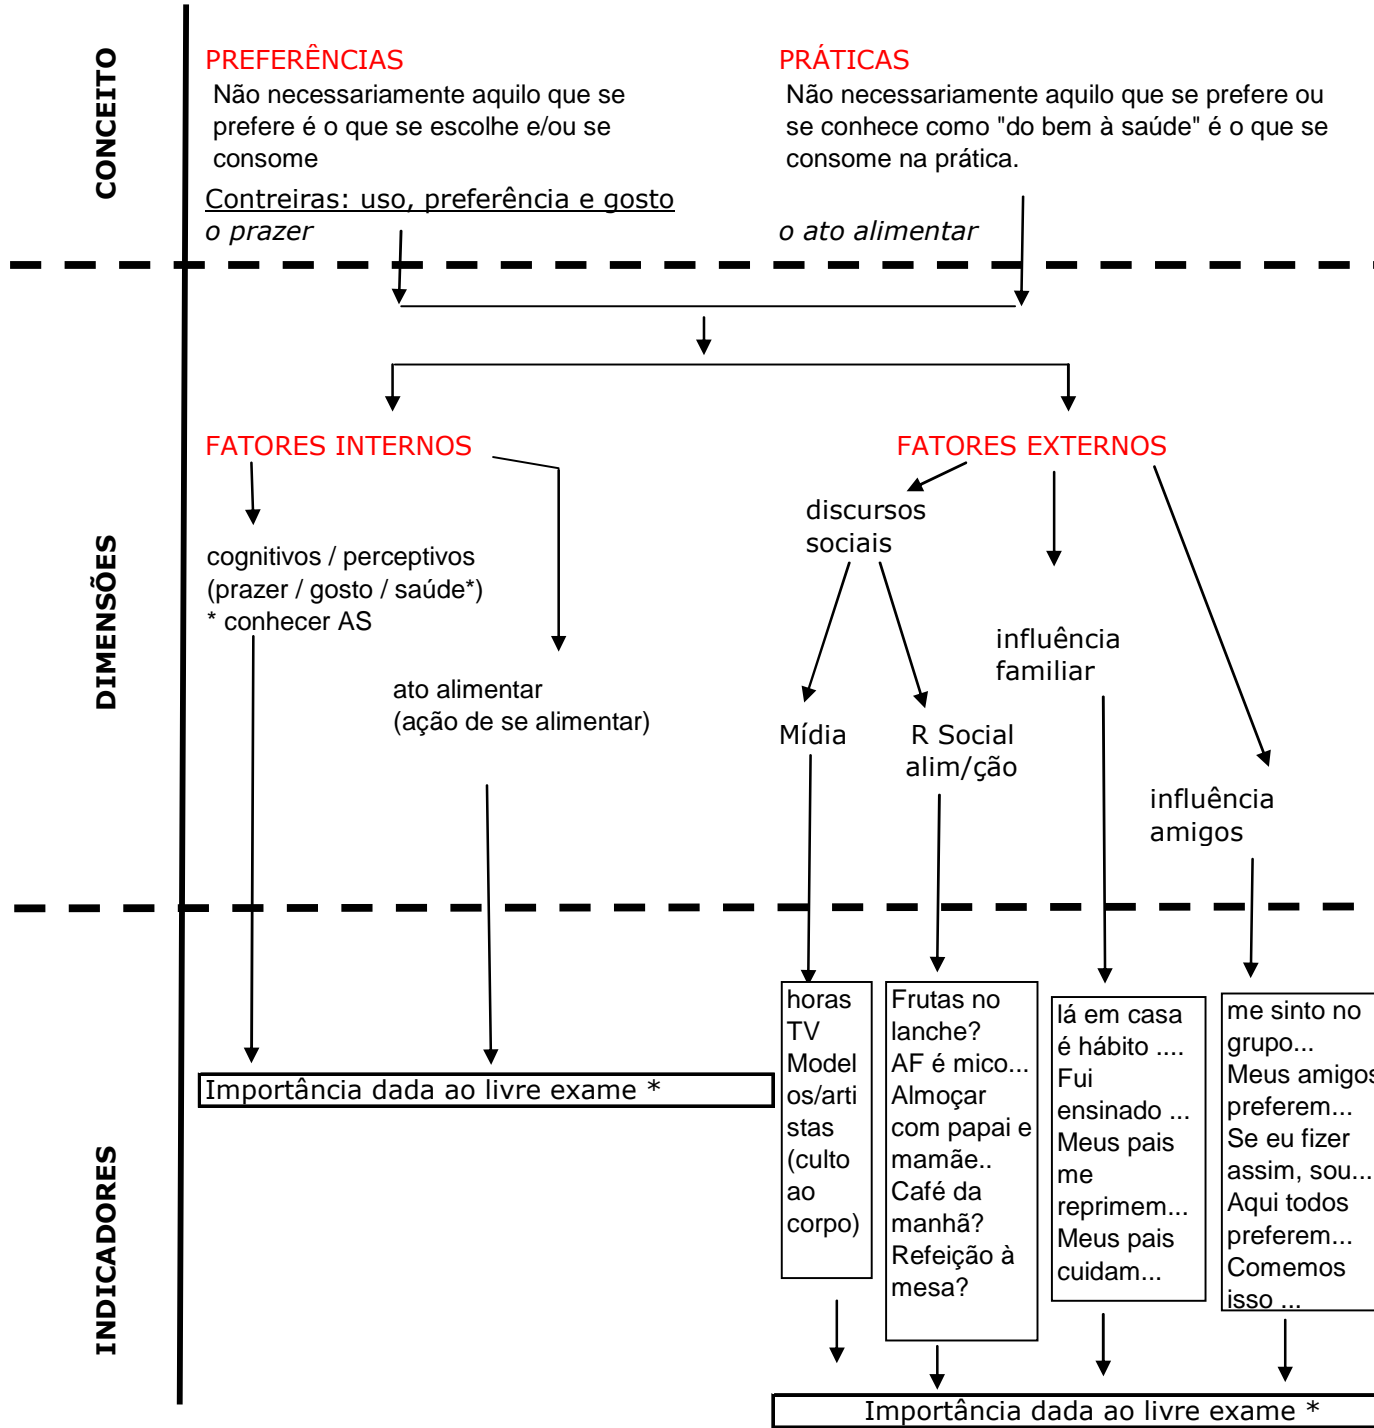 CONCEITO
PREFERÊNCIAS
Não necessariamente aquilo que se
prefere é o que se escolhe e/ou se
consome
Contreiras: uso, preferência e gosto
o prazer
PRÁTICAS
Não necessariamente aquilo que se prefere ou
se conhece como "do bem à saúde" é o que se
consome na prática.
o ato alimentar
DIMENSÕES
FATORES INTERNOS
cognitivos / perceptivos
(prazer / gosto / saúde*)
* conhecer AS
ato alimentar
(ação de se alimentar)
FATORES EXTERNOS
discursos
sociais
Mídia
R Social
alim/ção
influência
familiar
influência
amigos
INDICADORES
Importância dada ao livre exame *
horas
TV
Model
os/arti
stas
(culto
ao
corpo)
Frutas no
lanche?
AF é mico...
Almoçar
com papai e
mamãe..
Café da
manhã?
Refeição à
mesa?
lá em casa
é hábito ....
Fui
ensinado ...
Meus pais
me
reprimem...
Meus pais
cuidam...
me sinto no
grupo...
Meus amigos
preferem...
Se eu fizer
assim, sou...
Aqui todos
preferem...
Comemos
isso ...
Importância dada ao livre exame *